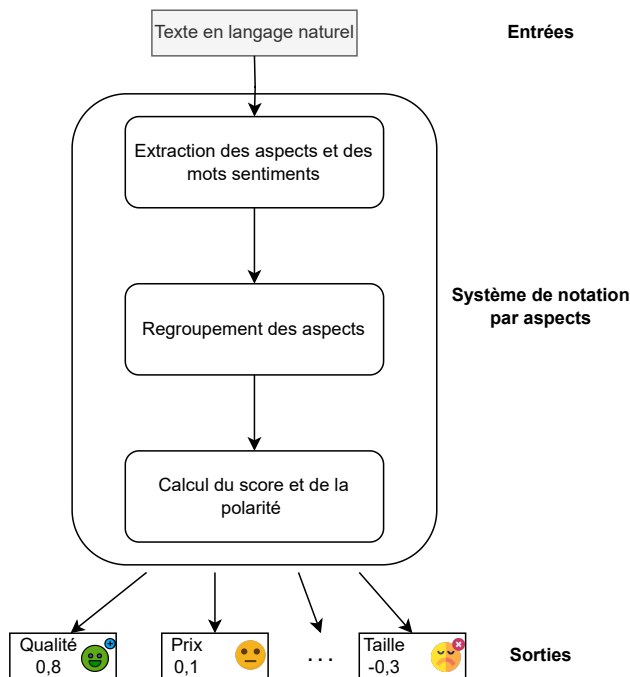 Texte en langage naturel
Entrées
Extraction des aspects et des
mots sentiments
Regroupement des aspects
Système de notation
par aspects
Calcul du score et de la
polarité
Qualité
0,8
Prix
0,1
...
Taille
-0,3
Sorties